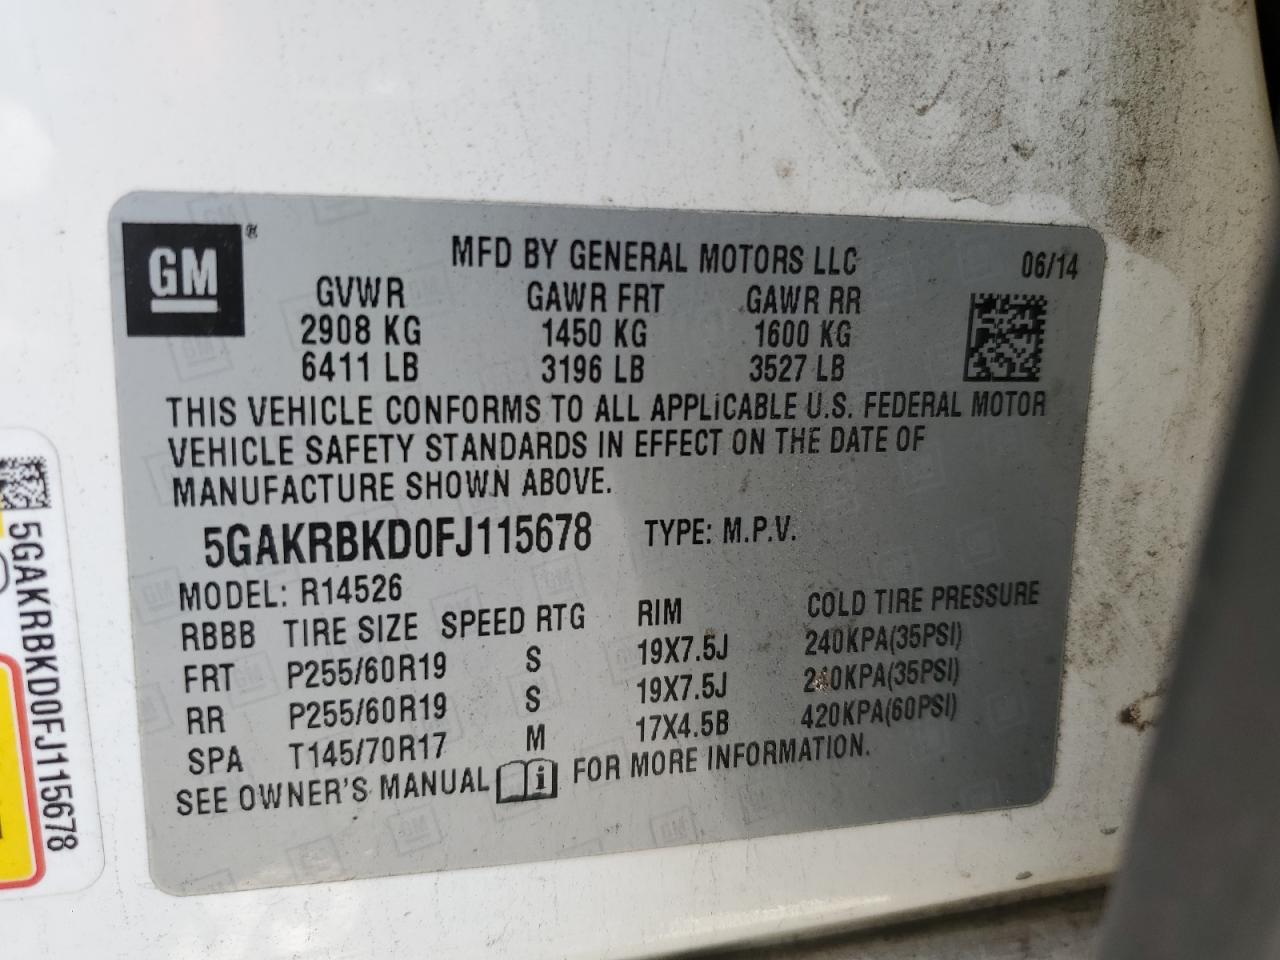 GM®
MFD BY GENERAL MOTORS LLC 06/14
GVWR GAWR FRT GAWR RR
2908 KG 1450 KG 1600 KG
6411 LB 3196 LB 3527 LB
THIS VEHICLE CONFORMS TO ALL APPLICABLE U.S. FEDERAL MOTOR
VEHICLE SAFETY STANDARDS IN EFFECT ON THE DATE OF
MANUFACTURE SHOWN ABOVE.
5GAKRBKD0FJ115678 TYPE: M.P.V.
MODEL: R14526
RBBB TIRE SIZE SPEED RTG RIM COLD TIRE PRESSURE
FRT P255/60R19 S 19X7.5J 240KPA(35PSI)
RR P255/60R19 S 19X7.5J 240KPA(35PSI)
SPA T145/70R17 M 17X4.5B 420KPA(60PSI)
SEE OWNER'S MANUAL i FOR MORE INFORMATION.
5GAKRBKD0FJ115678